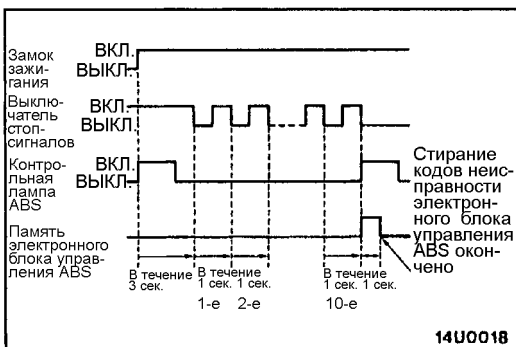 Замок
зажи-
гания
ВКЛ.
ВЫКЛ.
Выклю-
чатель
стоп-
сигналов
ВКЛ.
ВЫКЛ.
Контро-
льная
лампа
ABS
ВКЛ.
ВЫКЛ.
Память
электронного
блока управ-
ления ABS
Стирание
кодов неис-
правности
электрон-
ного блока
управления
ABS окон-
чено
В течение
3 сек.
В течение
1 сек. 1 сек.
1-е 2-е
В течение
1 сек. 1 сек.
10-е
14U0018